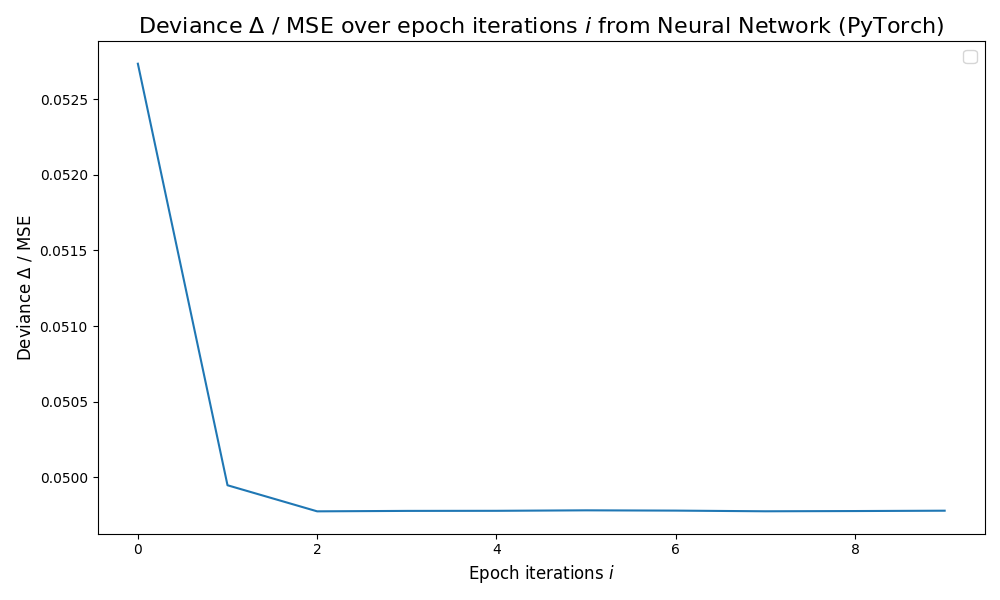 Deviance Δ / MSE over epoch iterations i from Neural Network (PyTorch)
Deviance Δ / MSE
0.0525
0.0520
0.0515
0.0510
0.0505
0.0500
0 2 4 6 8
Epoch iterations i